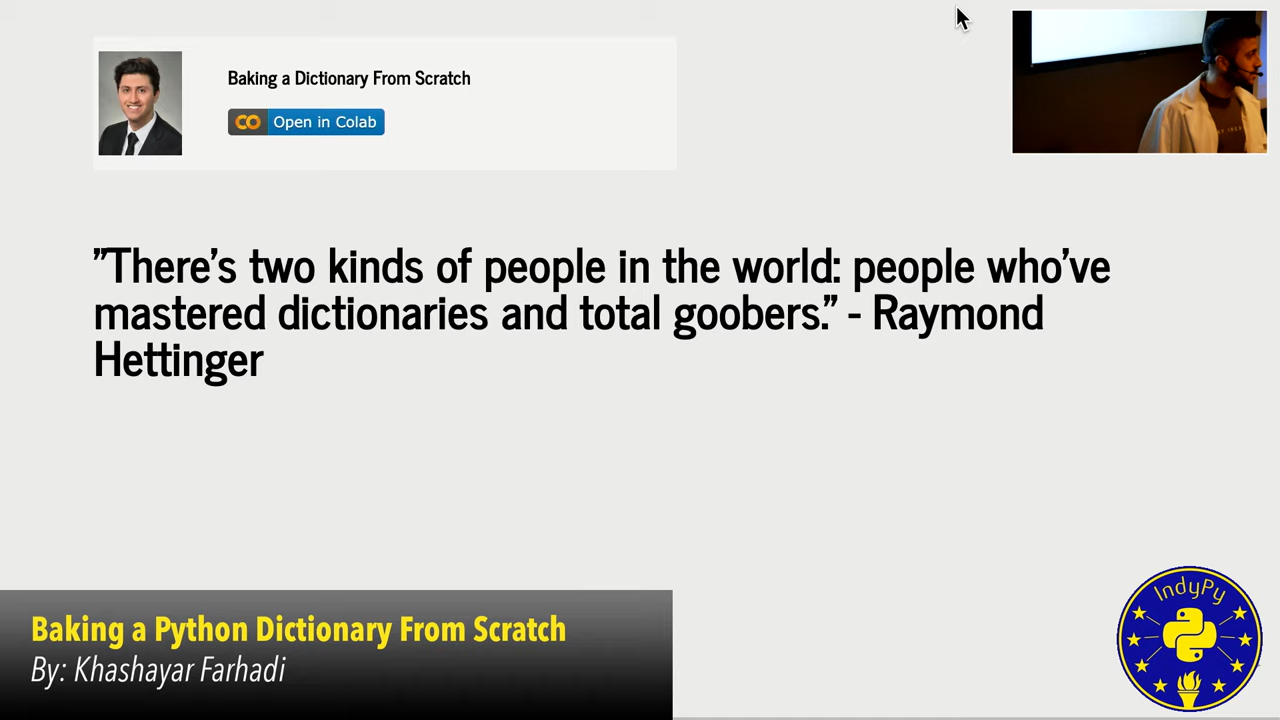 Baking a Dictionary From Scratch
Open in Colab
"There's two kinds of people in the world: people who've
mastered dictionaries and total goobers." - Raymond
Hettinger
Baking a Python Dictionary From Scratch
By: Khashayar Farhadi
IndyPy